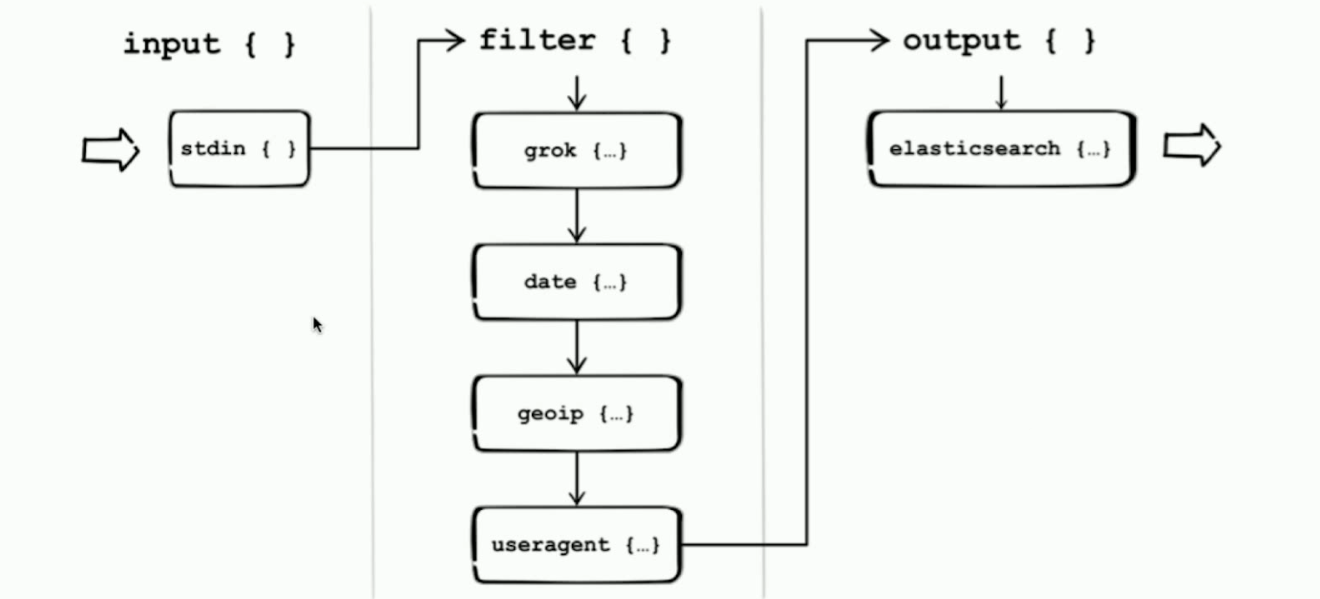 input { }
stdin { }
filter { }
grok {…}
date {…}
geoip {…}
useragent {…}
output { }
elasticsearch {…}